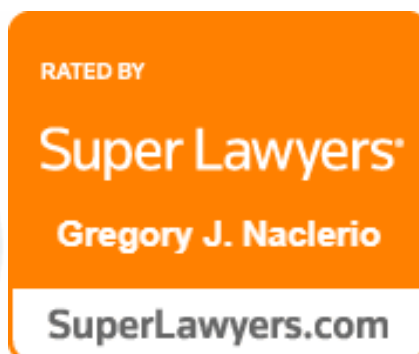 RATED BY
Super Lawyers®
Gregory J. Naclerio
SuperLawyers.com